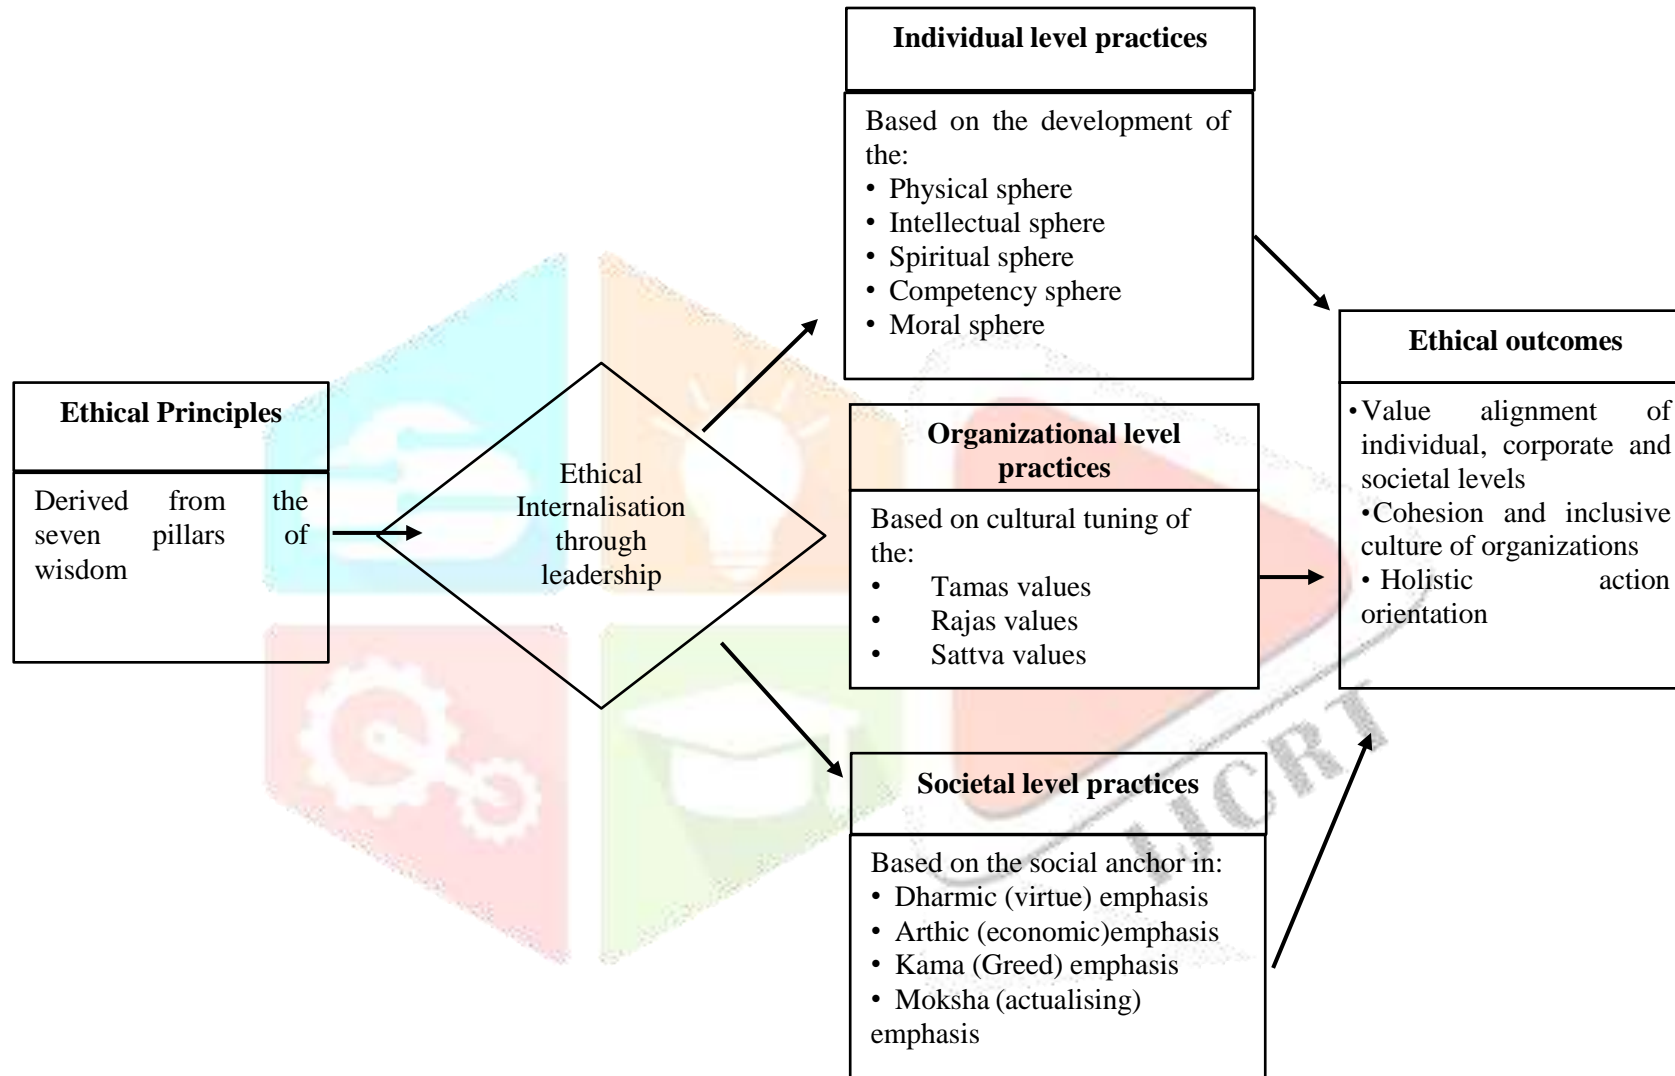 Individual level practices
Based on the development of
the:
• Physical sphere
• Intellectual sphere
• Spiritual sphere
• Competency sphere
• Moral sphere
Ethical Principles
Derived from the
seven pillars of
wisdom
Ethical
Internalisation
through
leadership
Organizational level
practices
Based on cultural tuning of
the:
• Tamas values
• Rajas values
• Sattva values
Societal level practices
Based on the social anchor in:
• Dharmic (virtue) emphasis
• Arthic (economic)emphasis
• Kama (Greed) emphasis
• Moksha (actualising)
emphasis
Ethical outcomes
•Value alignment of
individual, corporate and
societal levels
•Cohesion and inclusive
culture of organizations
• Holistic action
orientation
IJCRT